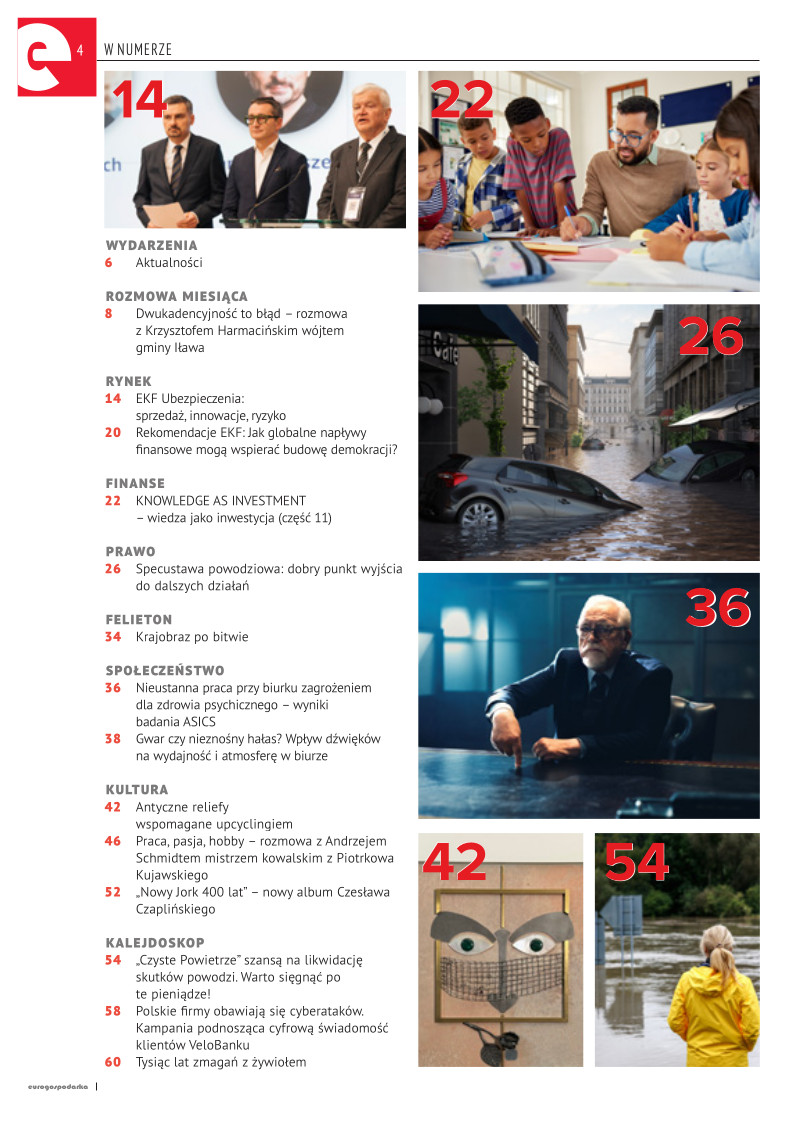 e
4
W NUMERZE
14
ch
sze
WYDARZENIA
6 Aktualności
ROZMOWA MIESIĄCA
8 Dwukadencyjność to błąd – rozmowa
z Krzysztofem Harmacińskim wójtem
gminy Iława
RYNEK
14 EKF Ubezpieczenia:
sprzedaż, innowacje, ryzyko
20 Rekomendacje EKF: Jak globalne napływy
finansowe mogą wspierać budowę demokracji?
FINANSE
22 KNOWLEDGE AS INVESTMENT
– wiedza jako inwestycja (część 11)
PRAWO
26 Specustawa powodziowa: dobry punkt wyjścia
do dalszych działań
FELIETON
34 Krajobraz po bitwie
SPOŁECZEŃSTWO
36 Nieustanna praca przy biurku zagrożeniem
dla zdrowia psychicznego – wyniki
badania ASICS
38 Gwar czy nieznośny hałas? Wpływ dźwięków
na wydajność i atmosferę w biurze
KULTURA
42 Antyczne reliefy
wspomagane upcyclingiem
46 Praca, pasja, hobby – rozmowa z Andrzejem
Schmidtem mistrzem kowalskim z Piotrkowa
Kujawskiego
52 „Nowy Jork 400 lat” – nowy album Czesława
Czaplińskiego
KALEJDOSKOP
54 „Czyste Powietrze” szansą na likwidację
skutków powodzi. Warto sięgnąć po
te pieniądze!
58 Polskie firmy obawiają się cyberataków.
Kampania podnosząca cyfrową świadomość
klientów VeloBanku
60 Tysiąc lat zmagań z żywiołem
22
26
Café
36
42
54
eurogospodarka